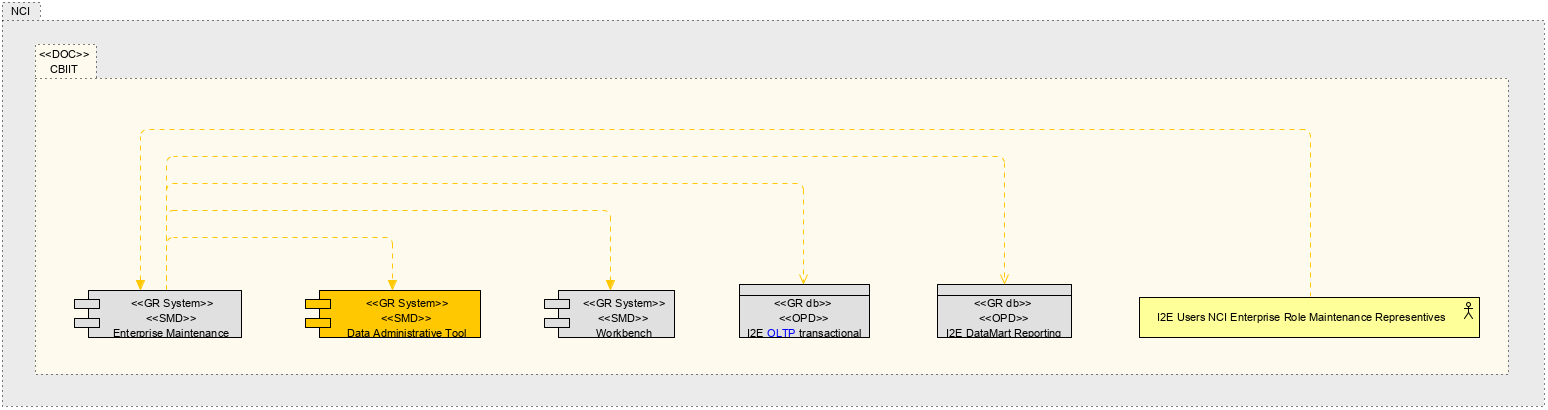 NCI
<<DOC>>
CBIIT
<<GR System>>
<<SMD>>
Enterprise Maintenance
<<GR System>>
<<SMD>>
Data Administrative Tool
<<GR System>>
<<SMD>>
Workbench
<<GR db>>
<<OPD>>
I2E OLTP transactional
<<GR db>>
<<OPD>>
I2E DataMart Reporting
I2E Users NCI Enterprise Role Maintenance Representives